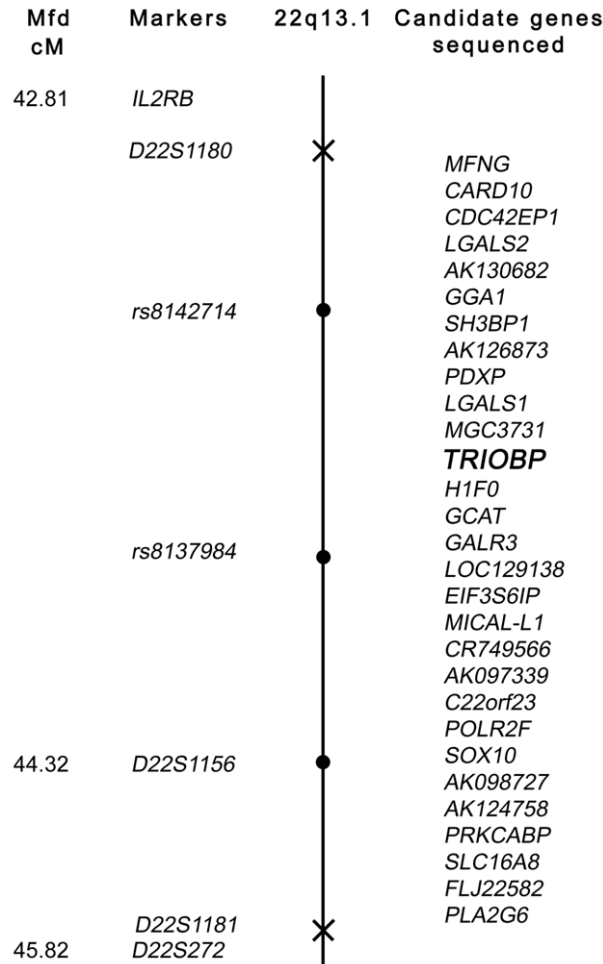 Mfd Markers 22q13.1 Candidate genes
cM sequenced
42.81 IL2RB
D22S1180
MFNG
CARD10
CDC42EP1
LGALS2
AK130682
GGA1
rs8142714
SH3BP1
AK126873
PDXP
LGALS1
MGC3731
TRIOBP
H1F0
GCAT
GALR3
rs8137984
LOC129138
EIF3S6IP
MICAL-L1
CR749566
AK097339
C22orf23
POLR2F
SOX10
44.32 D22S1156
AK098727
AK124758
PRKCABP
SLC16A8
FLJ22582
PLA2G6
D22S1181
45.82 D22S272